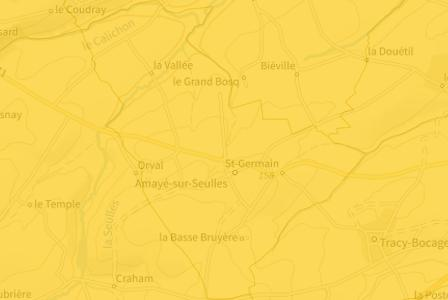 le Coudray
le Calichon
la Vallée
la Douétil
Biéville
le Grand Bosq
Orval
St-Germain
158
Amayé-sur-Seulles
le Temple
la Seulles
la Basse Bruyère
Tracy-Bocage
Craham